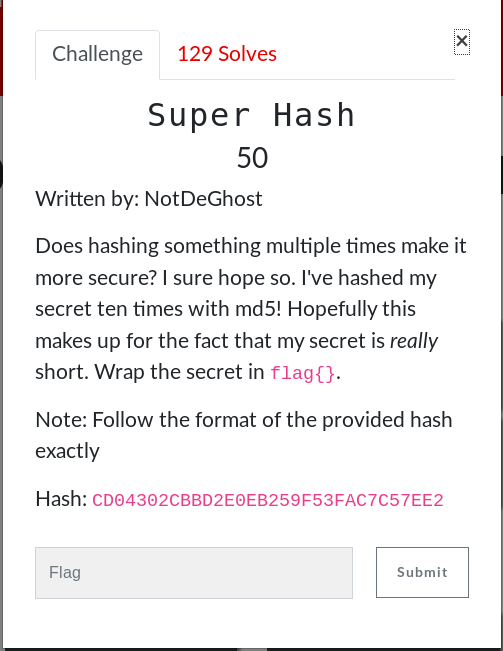 Challenge 129 Solves ×
Super Hash
50
Written by: NotDeGhost
Does hashing something multiple times make it
more secure? I sure hope so. I've hashed my
secret ten times with md5! Hopefully this
makes up for the fact that my secret is really
short. Wrap the secret in flag{}.
Note: Follow the format of the provided hash
exactly
Hash: CD04302CBBD2E0EB259F53FAC7C57EE2
Flag Submit